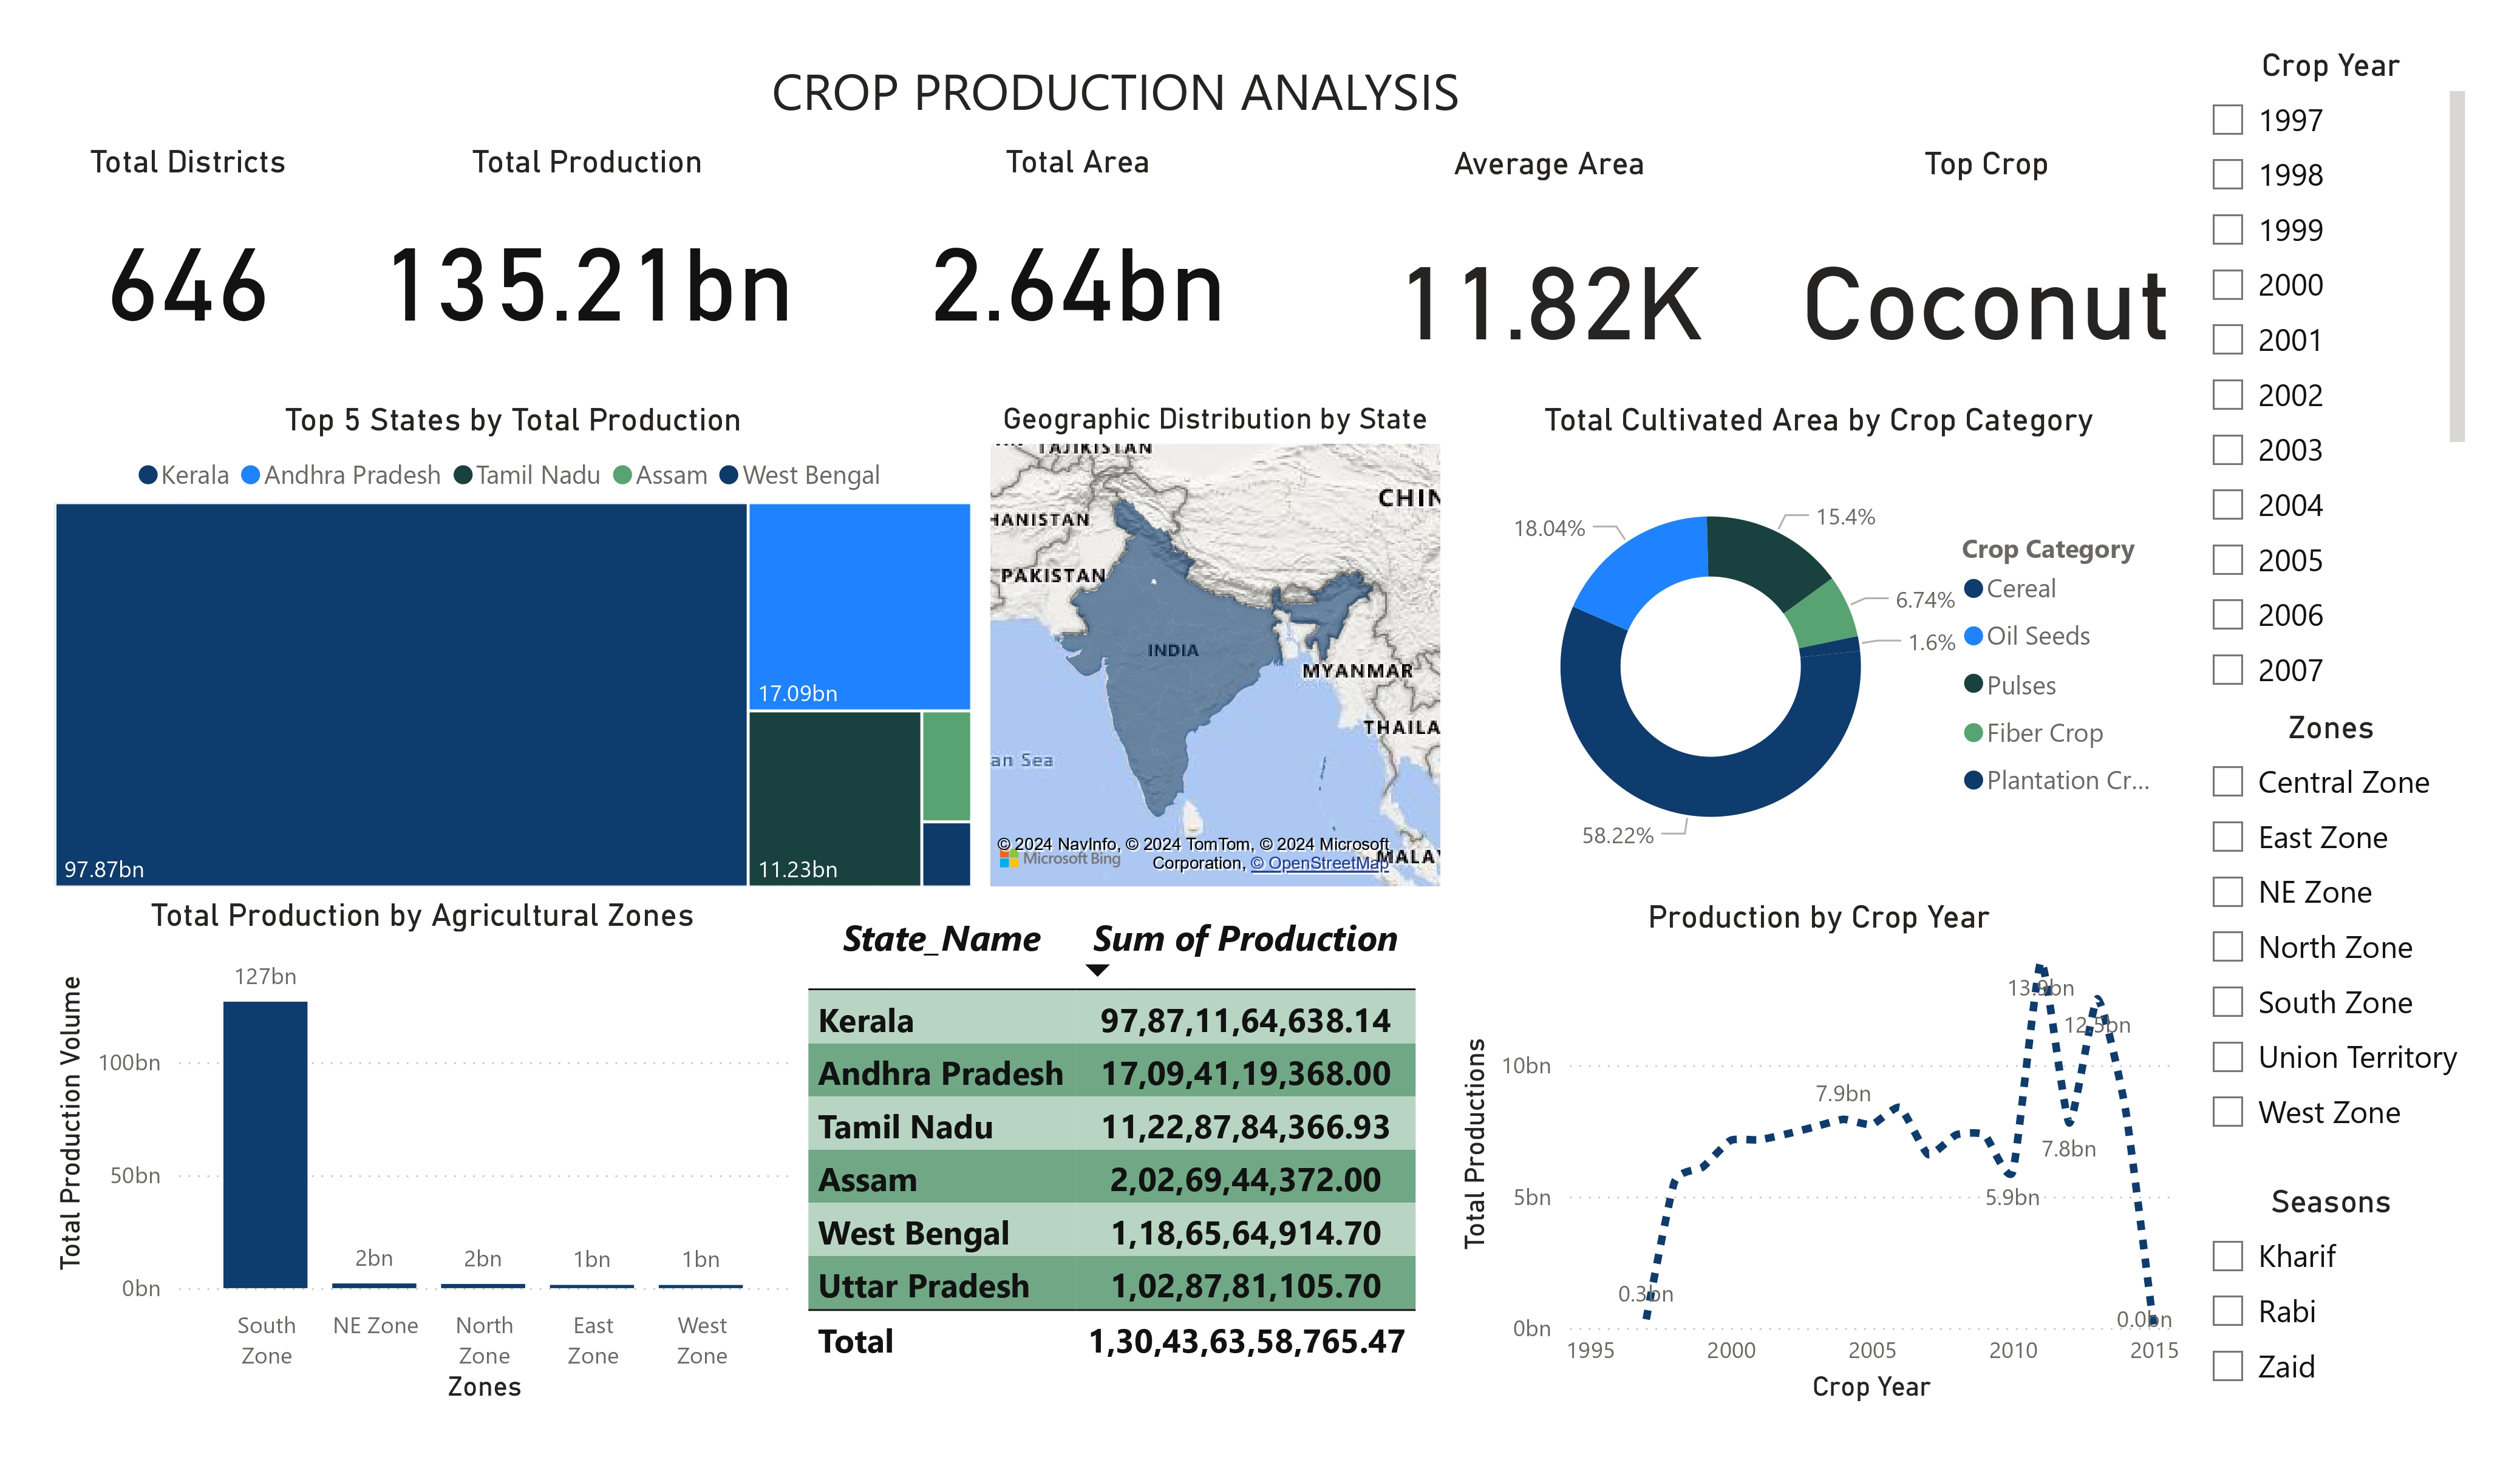 CROP PRODUCTION ANALYSIS
Total Districts
646
Total Production
135.21bn
Total Area
2.64bn
Average Area
11.82K
Top Crop
Coconut
Top 5 States by Total Production
Kerala Andhra Pradesh Tamil Nadu Assam West Bengal
97.87bn
17.09bn
11.23bn
Geographic Distribution by State
TAJIKISTAN
CHIN
HANISTAN
PAKISTAN
INDIA
MYANMAR
THAILA
an Sea
MALA
© 2024 NavInfo, © 2024 TomTom, © 2024 Microsoft
Corporation, © OpenStreetMap
Microsoft Bing
Total Cultivated Area by Crop Category
18.04%
15.4%
6.74%
1.6%
58.22%
Crop Category
Cereal
Oil Seeds
Pulses
Fiber Crop
Plantation Cr...
Total Production by Agricultural Zones
Total Production Volume
100bn
50bn
0bn
127bn
2bn
2bn
1bn
1bn
South
Zone
NE Zone
North
Zone
East
Zone
West
Zone
Zones
State_Name Sum of Production
Kerala 97,87,11,64,638.14
Andhra Pradesh 17,09,41,19,368.00
Tamil Nadu 11,22,87,84,366.93
Assam 2,02,69,44,372.00
West Bengal 1,18,65,64,914.70
Uttar Pradesh 1,02,87,81,105.70
Total 1,30,43,63,58,765.47
Production by Crop Year
Total Productions
10bn
5bn
0bn
0.3bn
7.9bn
5.9bn
7.8bn
12.5bn
0.0bn
1995 2000 2005 2010 2015
Crop Year
Crop Year
1997
1998
1999
2000
2001
2002
2003
2004
2005
2006
2007
Zones
Central Zone
East Zone
NE Zone
North Zone
South Zone
Union Territory
West Zone
Seasons
Kharif
Rabi
Zaid